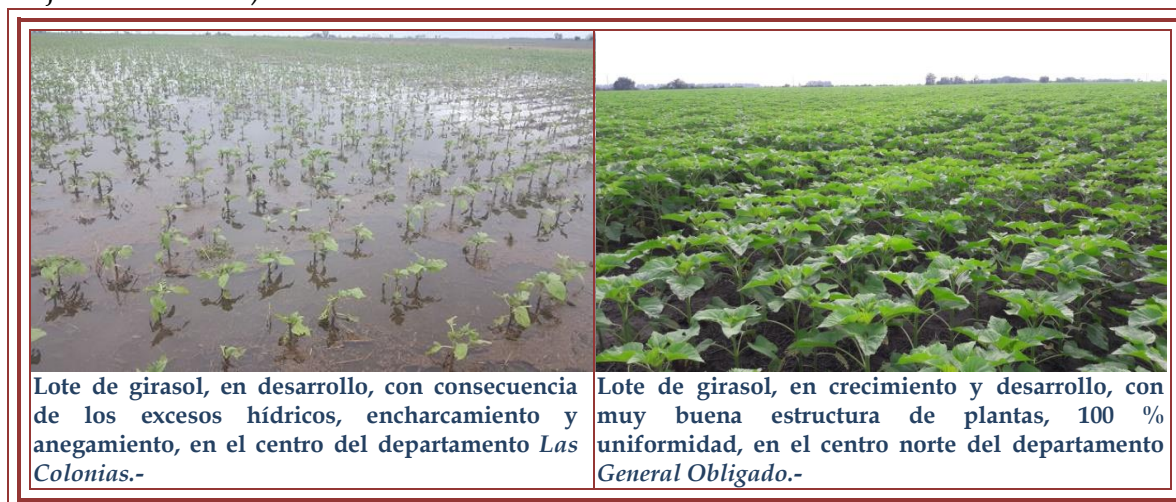 Lote de girasol, en desarrollo, con consecuencia
de los excesos hídricos, encharcamiento y
anegamiento, en el centro del departamento Las
Colonias.-
Lote de girasol, en crecimiento y desarrollo, con
muy buena estructura de plantas, 100 %
uniformidad, en el centro norte del departamento
General Obligado.-